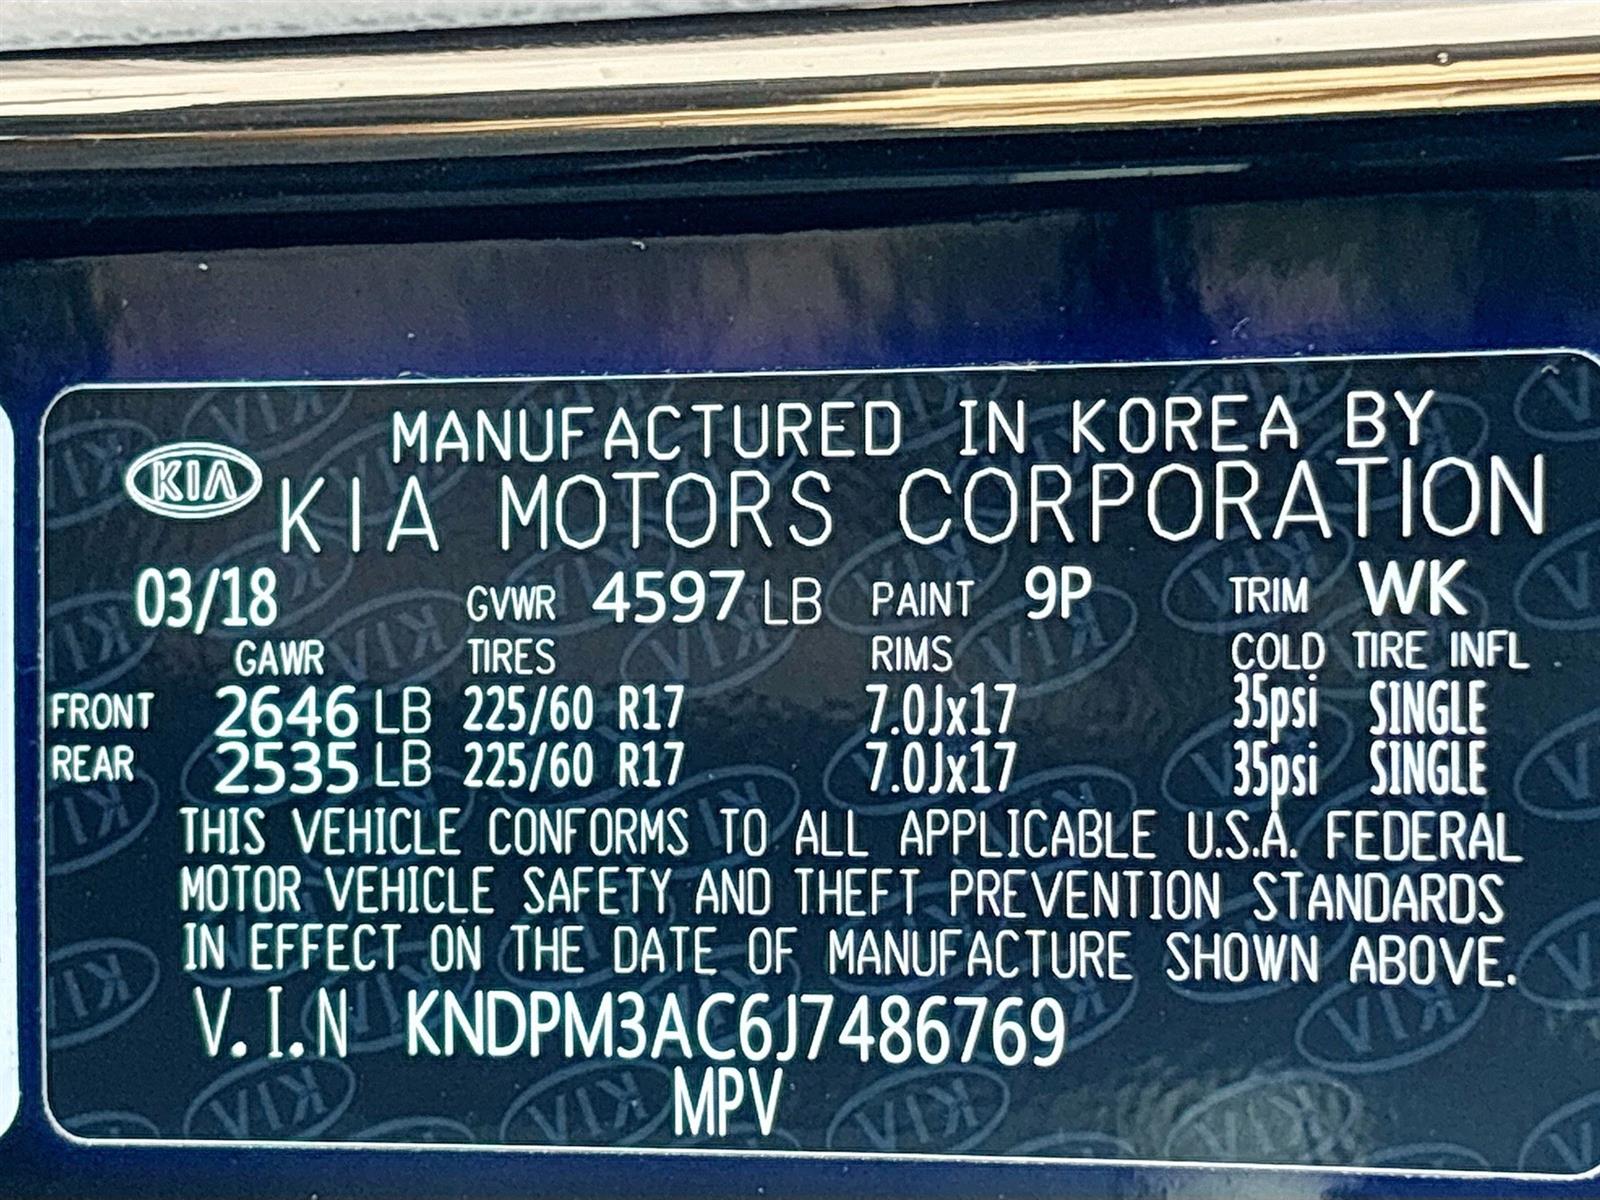 MANUFACTURED IN KOREA BY
KIA KIA MOTORS CORPORATION
03/18 GVWR 4597 LB PAINT 9P TRIM WK
GAWR TIRES RIMS COLD TIRE INFL.
FRONT 2646 LB 225/60 R17 7.0Jx17 35psi SINGLE
REAR 2535 LB 225/60 R17 7.0Jx17 35psi SINGLE
THIS VEHICLE CONFORMS TO ALL APPLICABLE U.S.A. FEDERAL
MOTOR VEHICLE SAFETY AND THEFT PREVENTION STANDARDS
IN EFFECT ON THE DATE OF MANUFACTURE SHOWN ABOVE.
V.I.N KNDPM3AC6J7486769
MPV